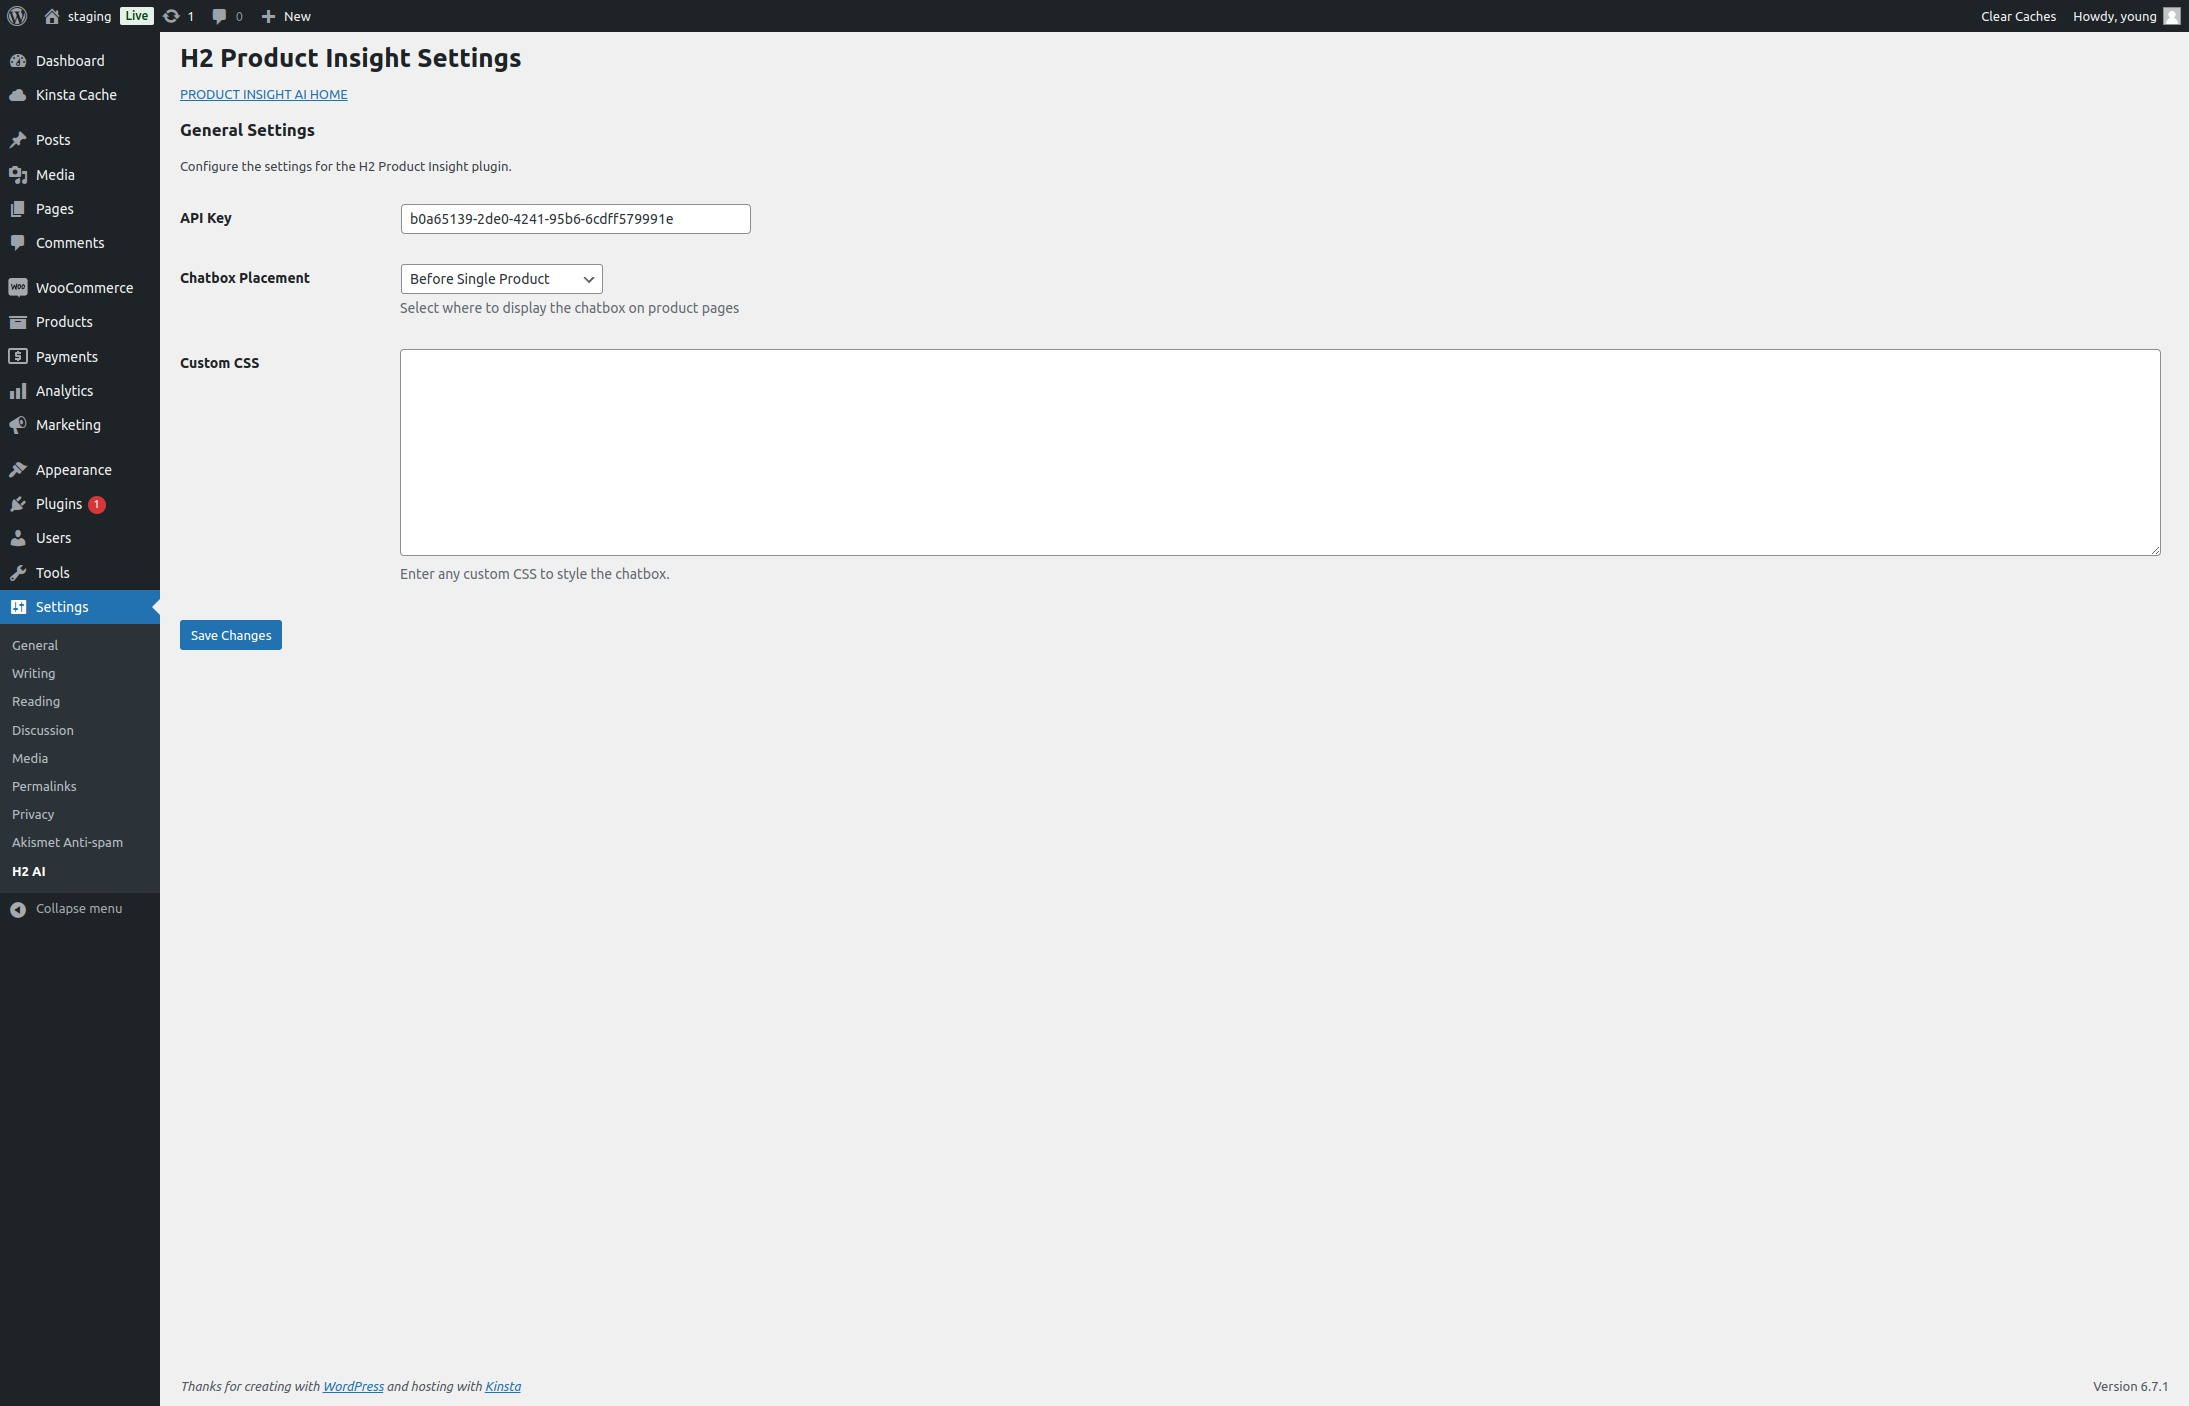 staging Live 1 0 New Clear Caches Howdy, young
Dashboard
Kinsta Cache
Posts
Media
Pages
Comments
WooCommerce
Products
Payments
Analytics
Marketing
Appearance
Plugins 1
Users
Tools
Settings
General
Writing
Reading
Discussion
Media
Permalinks
Privacy
Akismet Anti-spam
H2 AI
Collapse menu
H2 Product Insight Settings
PRODUCT INSIGHT AI HOME
General Settings
Configure the settings for the H2 Product Insight plugin.
API Key b0a65139-2de0-4241-95b6-6cdff579991e
Chatbox Placement Before Single Product
Select where to display the chatbox on product pages
Custom CSS
Enter any custom CSS to style the chatbox.
Save Changes
Thanks for creating with WordPress and hosting with Kinsta Version 6.7.1